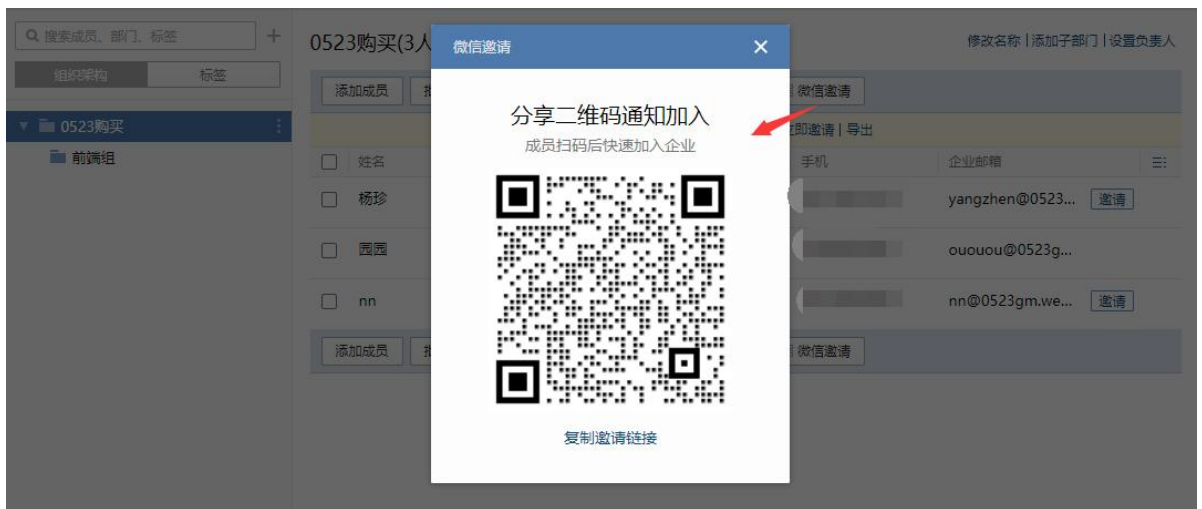 搜索成员、部门、标签
组织架构 标签
0523购买
前端组
0523购买(3人
修改名称 | 添加子部门 | 设置负责人
添加成员
微信邀请
立即邀请 | 导出
姓名 手机 企业邮箱
杨珍 yangzhen@0523... 邀请
园园 ououou@0523g...
nn nn@0523gm.we... 邀请
添加成员
微信邀请
微信邀请
分享二维码通知加入
成员扫码后快速加入企业
复制邀请链接